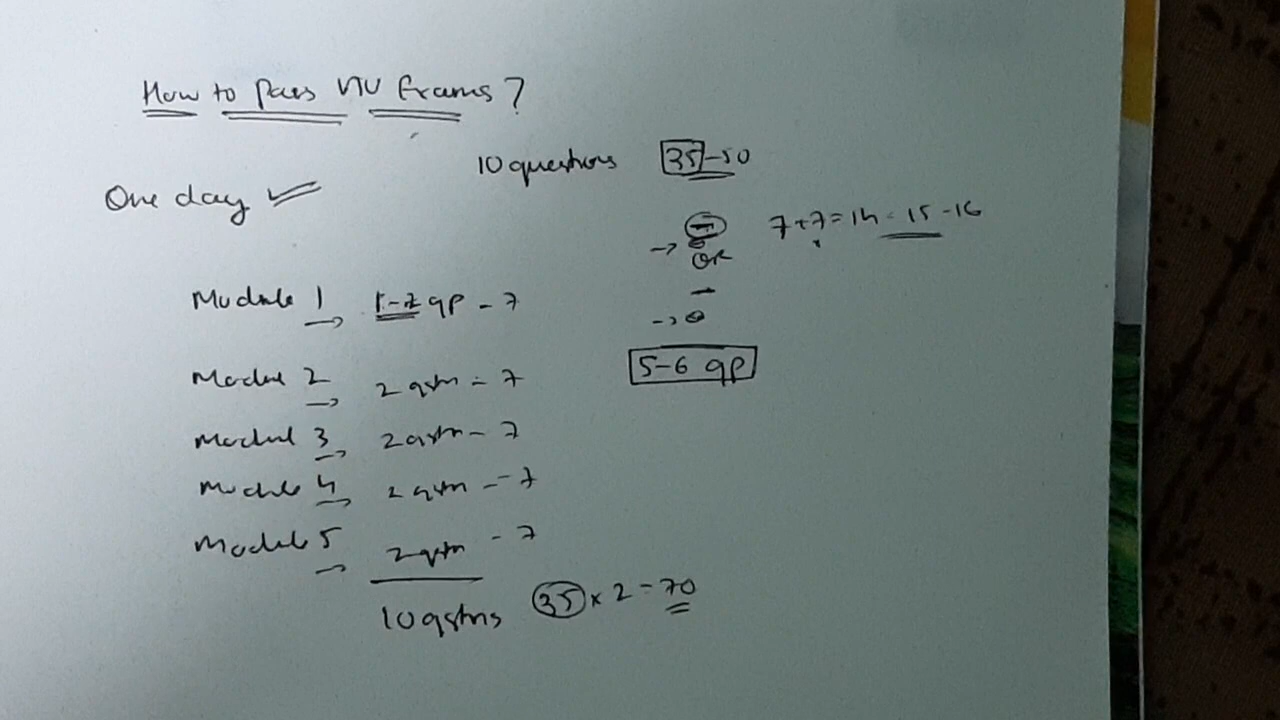 How to Pass VTU Exams?
10 questions 35-50
One day
7+7=14 = 15-16
OR
Module 1 → 1-2 qp - 7
5-6 qp
Module 2 → 2 qstn - 7
Module 3 → 2 qstn - 7
Module 4 → 2 qstn - 7
Module 5 → 2 qstn - 7
10 qstns 35 x 2 - 70